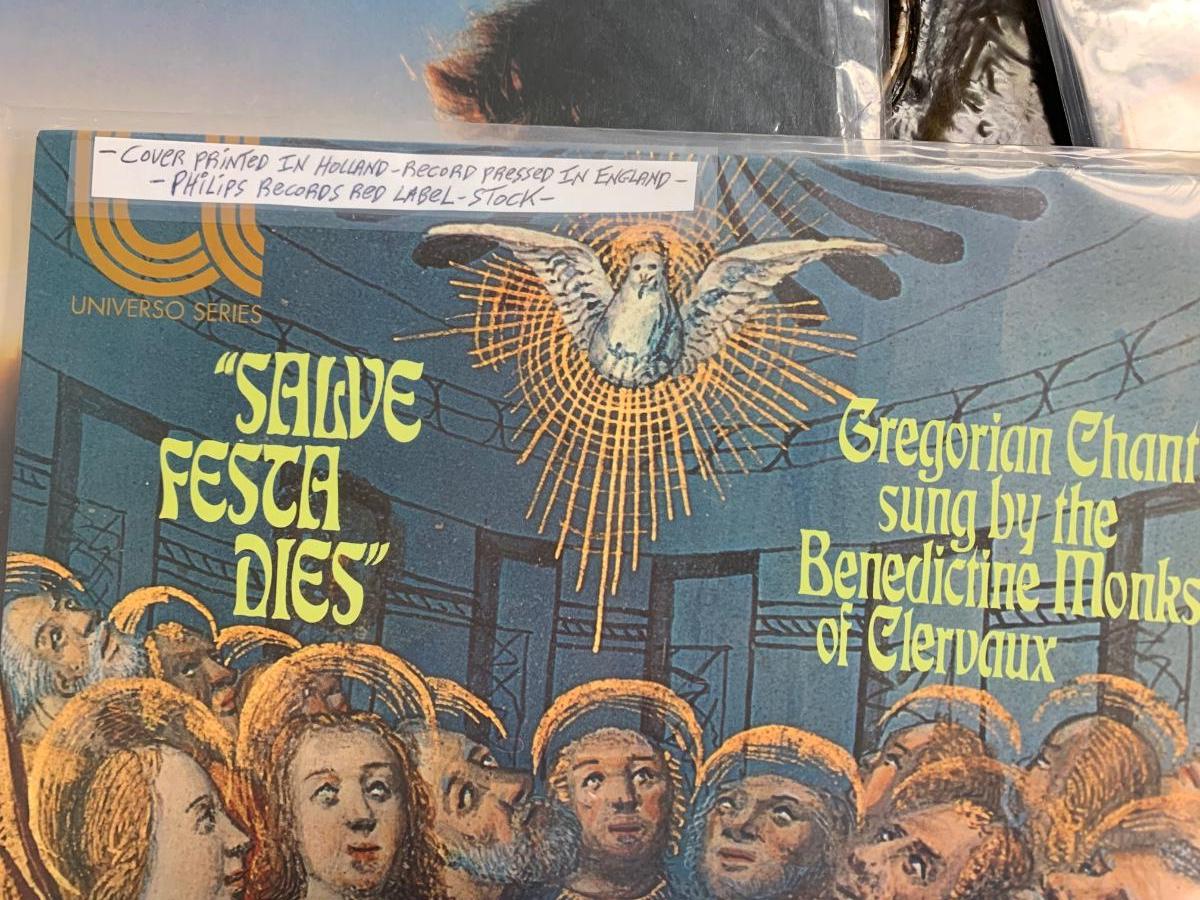 - COVER PRINTED IN HOLLAND - RECORD PRESSED IN ENGLAND -
- PHILIPS RECORDS RED LABEL - STOCK -
UNIVERSO SERIES
“SALVE
FESTA
DIES”
Gregorian Chant
sung by the
Benedictine Monks
of Clervaux